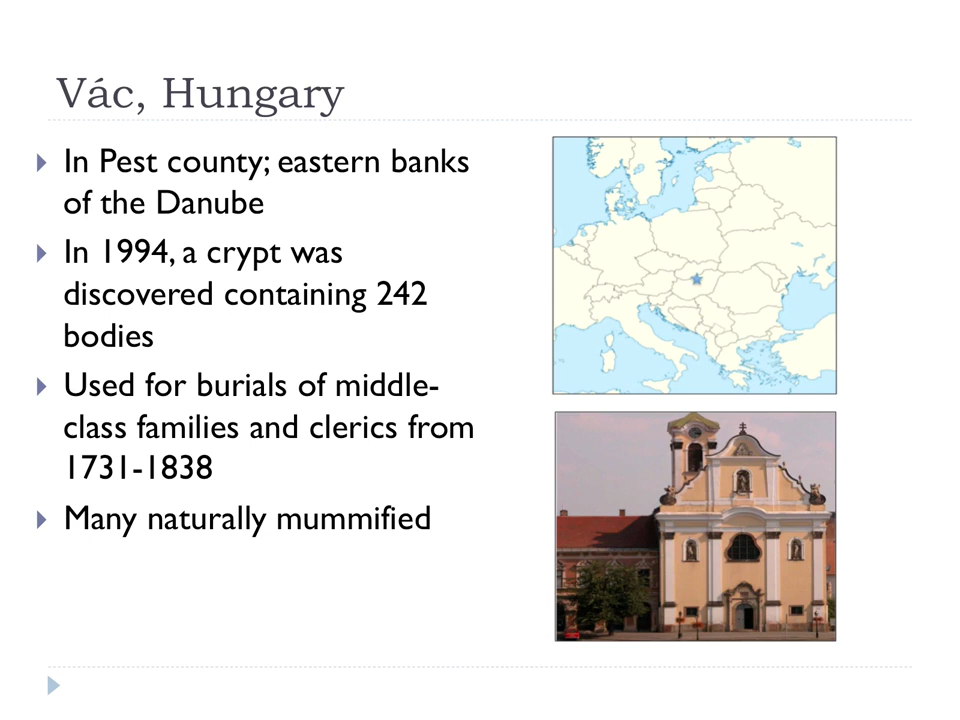 Vác, Hungary
In Pest county; eastern banks
of the Danube
In 1994, a crypt was
discovered containing 242
bodies
Used for burials of middle-
class families and clerics from
1731-1838
Many naturally mummified